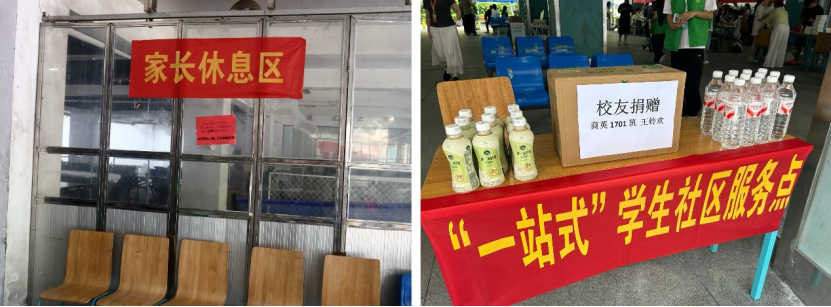 家长休息区
校友捐赠
商英1701班 王铃欢
“一站式”学生社区服务点